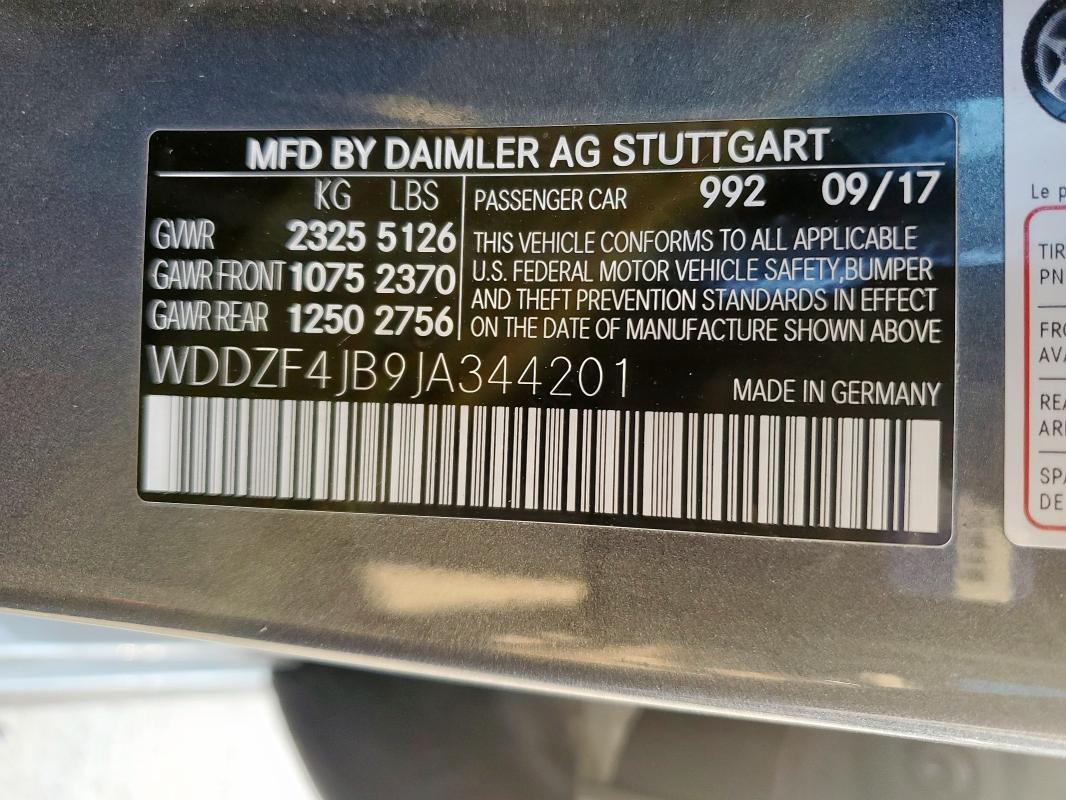 MFD BY DAIMLER AG STUTTGART
KG LBS
GVWR 2325 5126
GAWR FRONT 1075 2370
GAWR REAR 1250 2756
PASSENGER CAR 992 09/17
THIS VEHICLE CONFORMS TO ALL APPLICABLE
U.S. FEDERAL MOTOR VEHICLE SAFETY,BUMPER
AND THEFT PREVENTION STANDARDS IN EFFECT
ON THE DATE OF MANUFACTURE SHOWN ABOVE
WDDZF4JB9JA344201
MADE IN GERMANY
Le